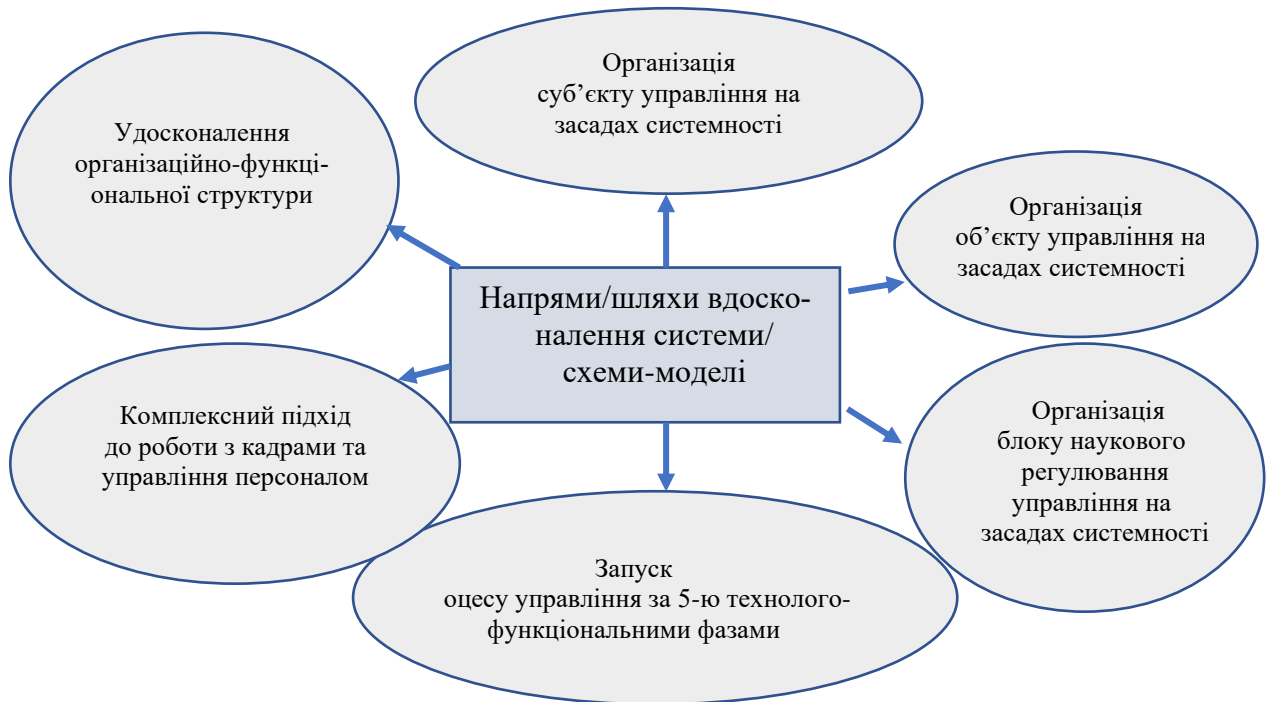 Організація
суб’єкту управління на
засадах системності
Удосконалення
організаційно-функці-
ональної структури
Організація
об’єкту управління на
засадах системності
Напрями/шляхи вдоско-
налення системи/
схеми-моделі
Комплексний підхід
до роботи з кадрами та
управління персоналом
Організація
блоку наукового
регулювання
управління на
засадах системності
Запуск
оцесу управління за 5-ю технолого-
функціональними фазами